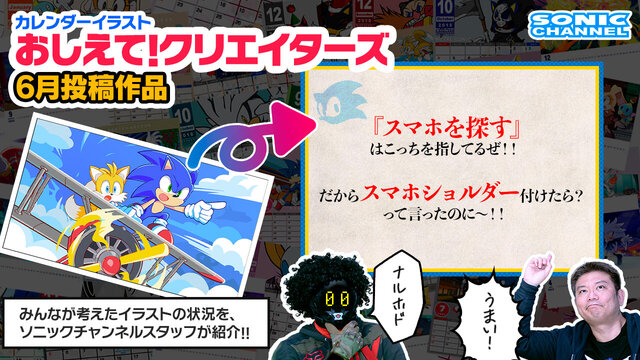 カレンダーイラスト
おしえて!クリエイターズ
6月投稿作品
SONIC
CHANNEL
『スマホを探す』
はこっちを指してるぜ!!
だからスマホショルダー付けたら?
って言ったのに〜!!
みんなが考えたイラストの状況を、
ソニックチャンネルスタッフが紹介!!
ナルホド
うまい!